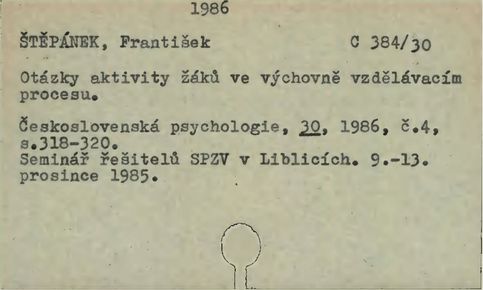 1986
ŠTĚPÁNEK, František C 384/30
Otázky aktivity žáků ve výchovně vzdělávacím
procesu.
Československá psychologie, 30, 1986, č.4,
s.318-320.
Seminář řešitelů SPZV v Liblicích. 9.-13.
prosince 1985.